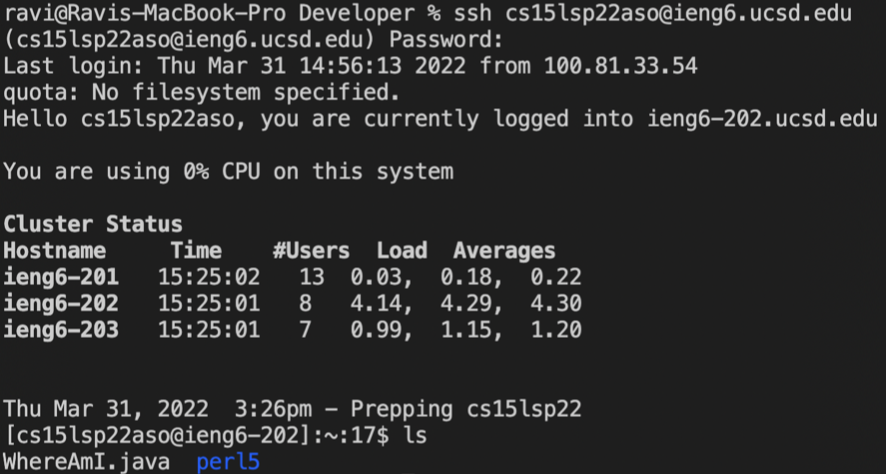 ravi@Ravis-MacBook-Pro Developer % ssh cs15lsp22aso@ieng6.ucsd.edu
(cs15lsp22aso@ieng6.ucsd.edu) Password:
Last login: Thu Mar 31 14:56:13 2022 from 100.81.33.54
quota: No filesystem specified.
Hello cs15lsp22aso, you are currently logged into ieng6-202.ucsd.edu
You are using 0% CPU on this system
Cluster Status
Hostname Time #Users Load Averages
ieng6-201 15:25:02 13 0.03, 0.18, 0.22
ieng6-202 15:25:01 8 4.14, 4.29, 4.30
ieng6-203 15:25:01 7 0.99, 1.15, 1.20
Thu Mar 31, 2022 3:26pm - Prepping cs15lsp22
[cs15lsp22aso@ieng6-202]:~:17$ ls
WhereAmI.java perl5